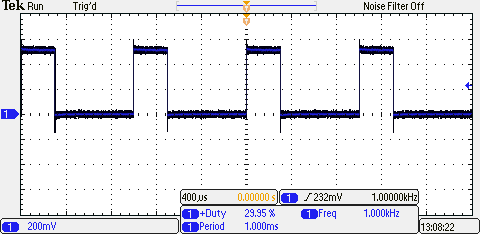 Tek Run Trig'd Noise Filter Off
T
T
1
400µs 0.00000 s 1 232mV 1.00000kHz
1 +Duty 29.95 % 1 Freq 1.000kHz
1 Period 1.000ms
1 200mV 13:08:22